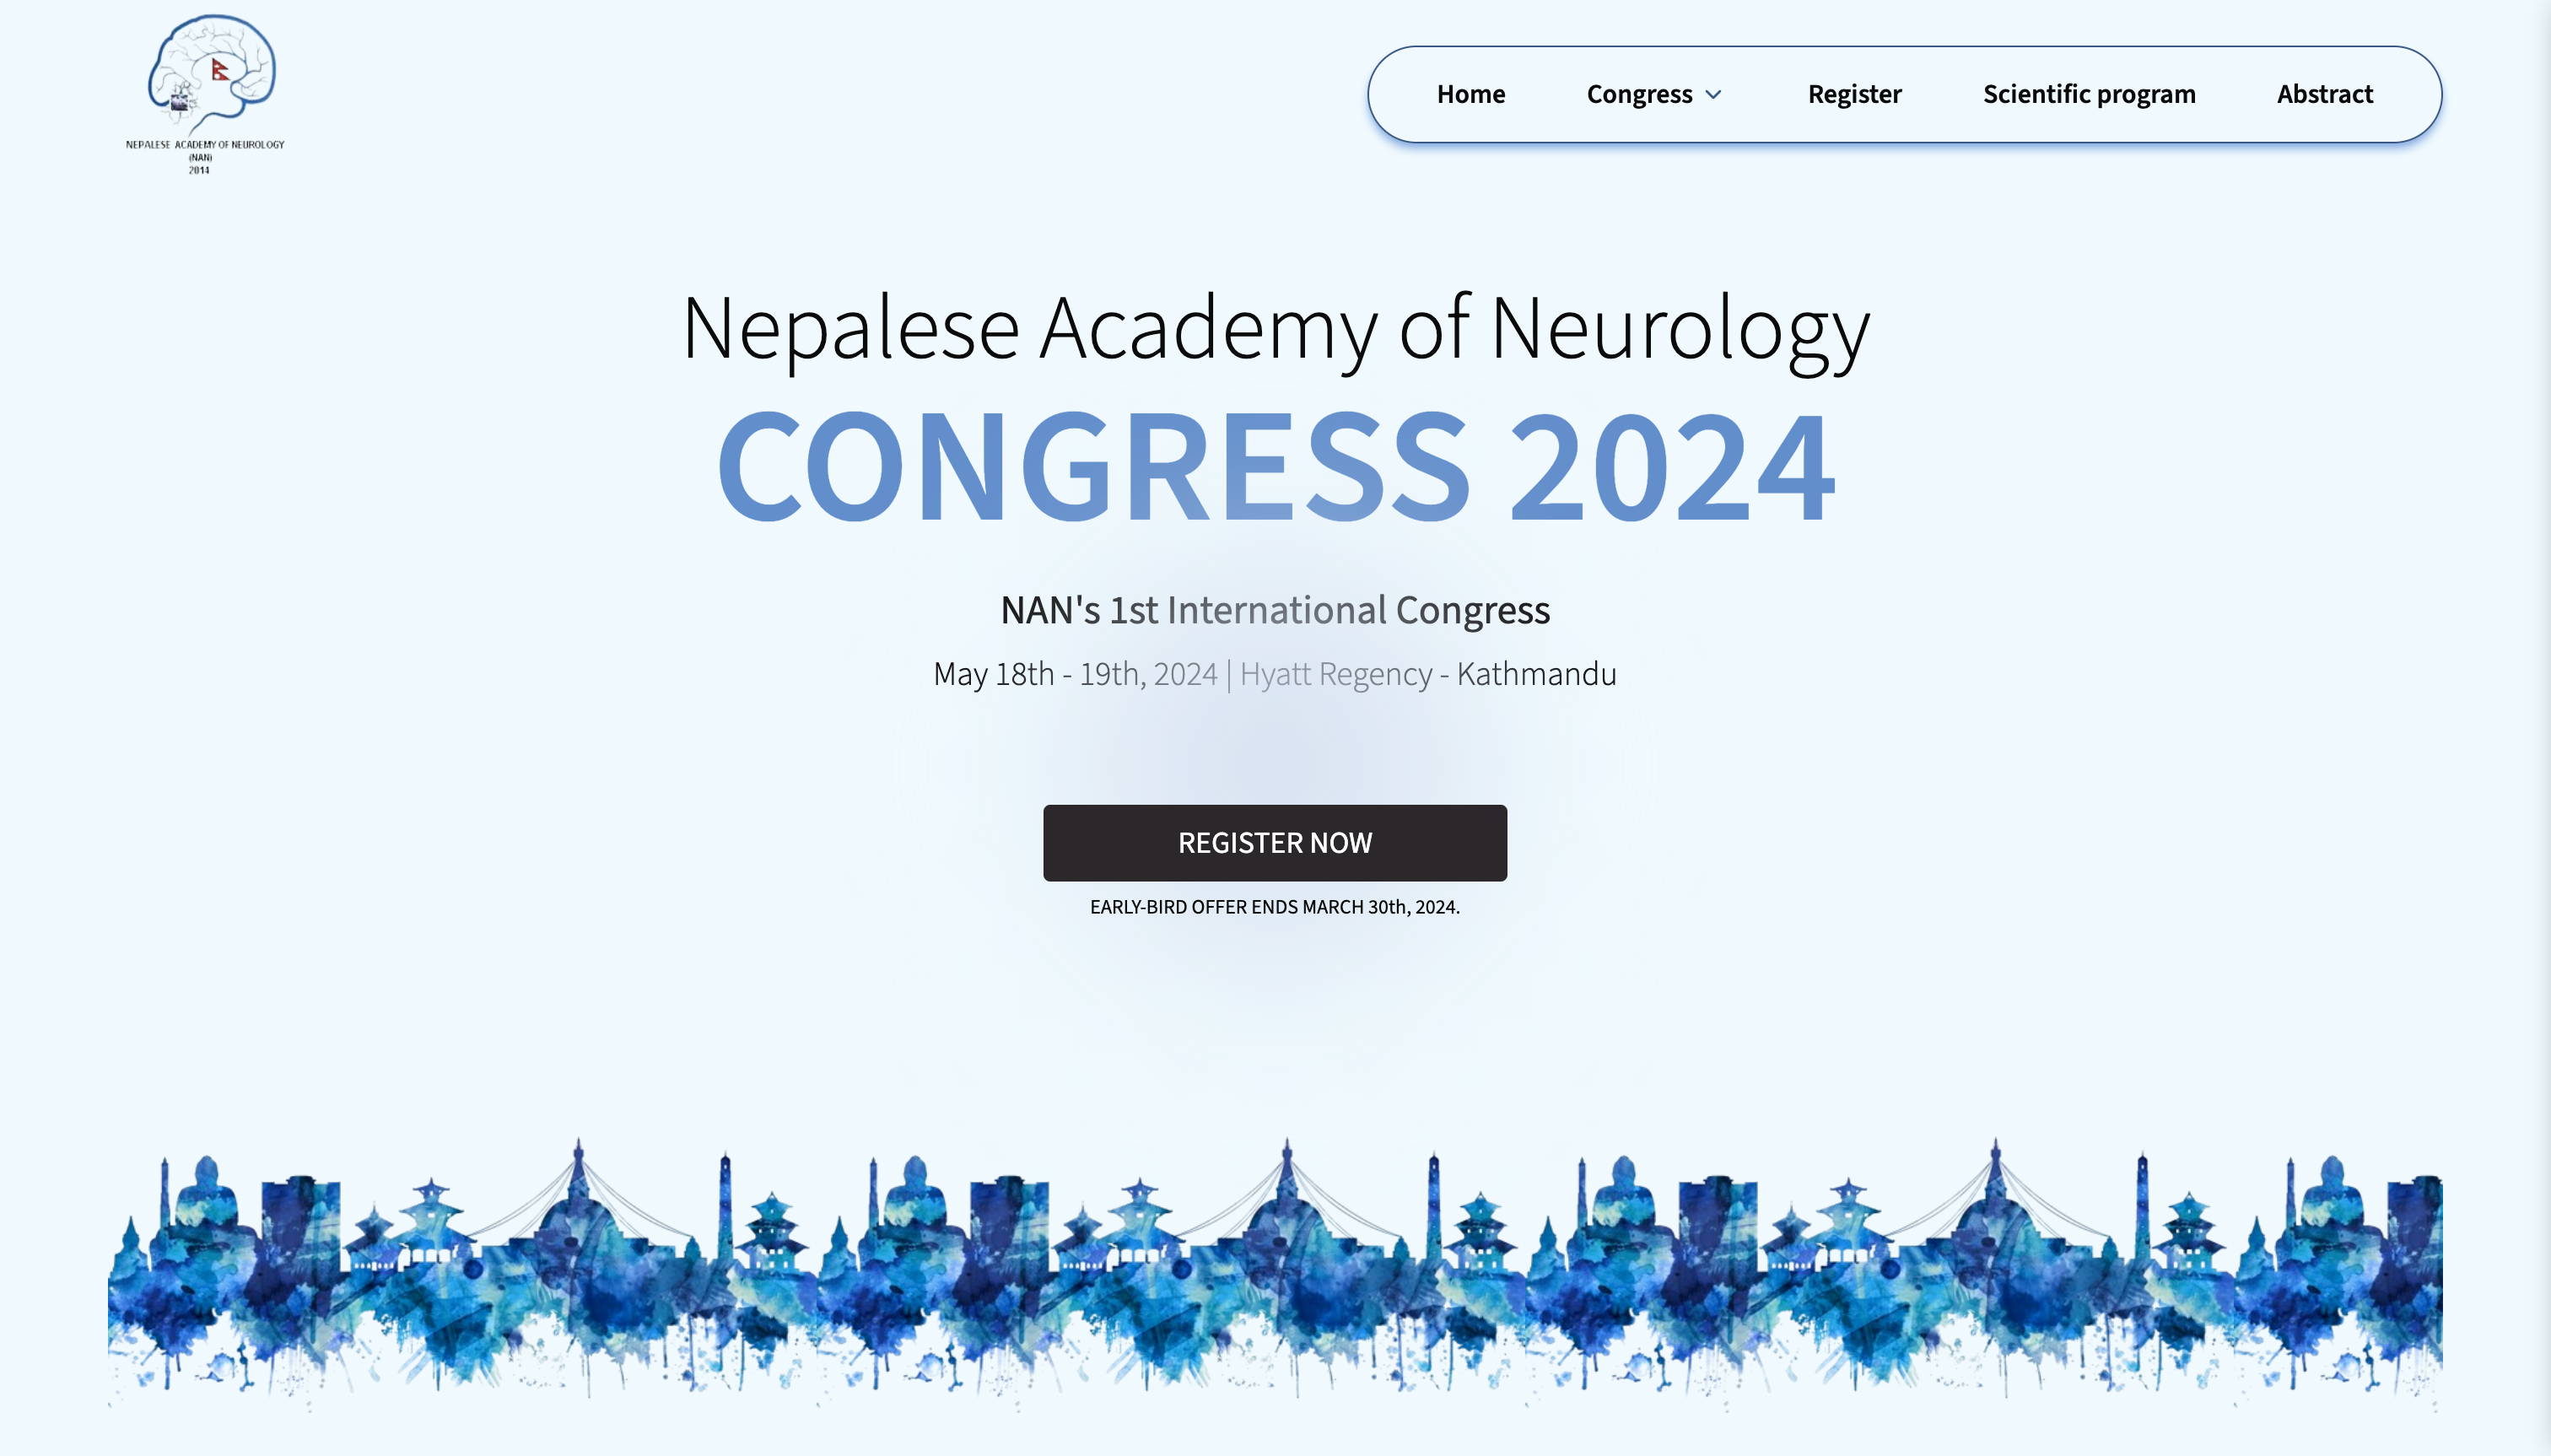 NEPALESE ACADEMY OF NEUROLOGY
(NAN)
2014
Home Congress Register Scientific program Abstract
Nepalese Academy of Neurology
CONGRESS 2024
NAN's 1st International Congress
May 18th - 19th, 2024 | Hyatt Regency - Kathmandu
REGISTER NOW
EARLY-BIRD OFFER ENDS MARCH 30th, 2024.